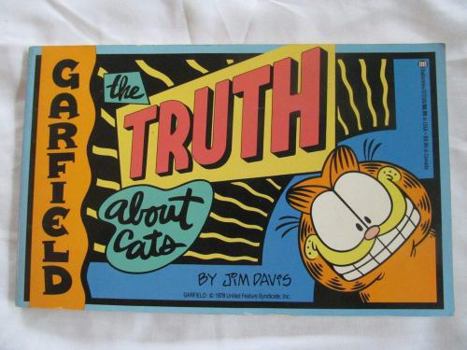 GARFIELD
the
TRUTH
about
cats
BY JIM DAVIS
GARFIELD: © 1978 United Feature Syndicate, Inc.